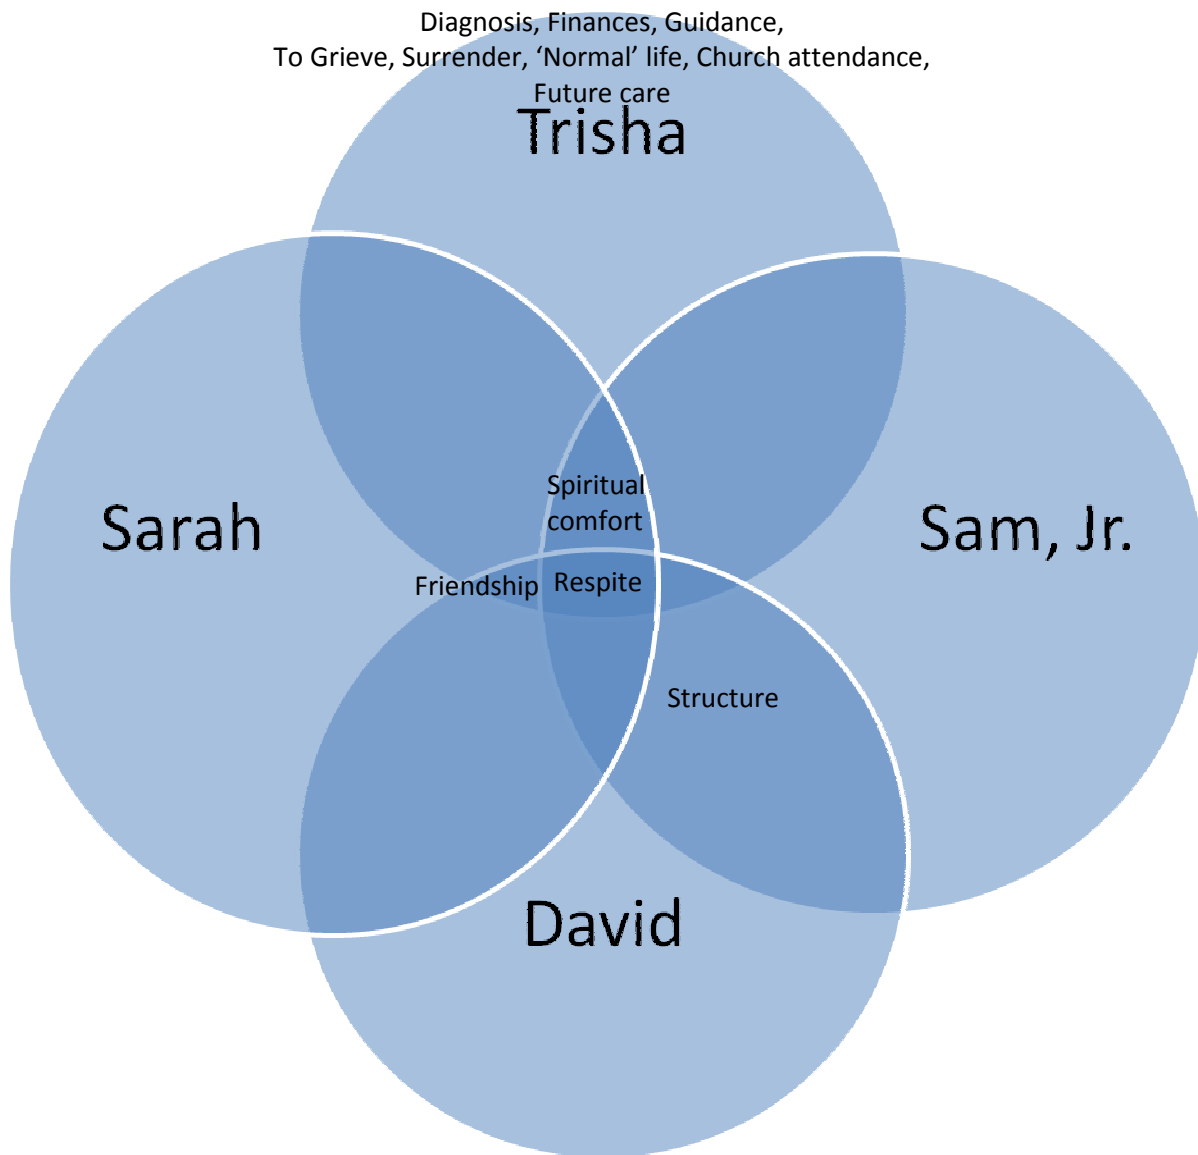 Diagnosis, Finances, Guidance,
To Grieve, Surrender, ‘Normal’ life, Church attendance,
Future care
Trisha
Spiritual
comfort
Sarah
Sam, Jr.
Friendship
Respite
Structure
David